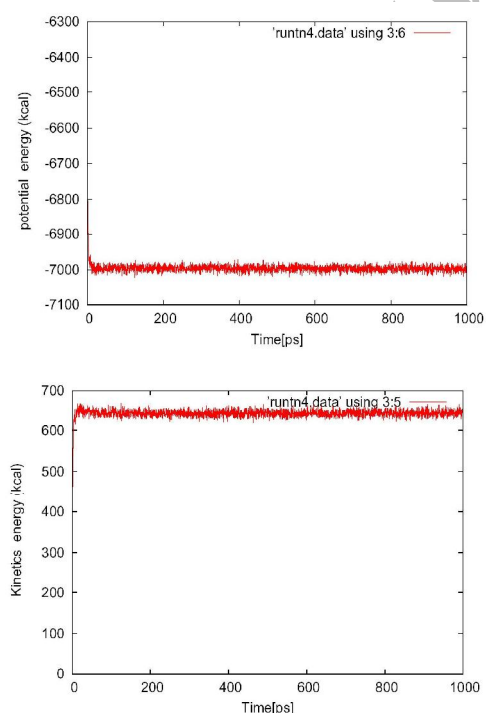 -6300
'runtn4.data' using 3:6
-6400
-6500
-6600
-6700
-6800
-6900
-7000
-7100
potential energy (kcal)
0 200 400 600 800 1000
Time[ps]
700
'runtn4.data' using 3:5
600
500
400
300
200
100
0
Kinetics energy (kcal)
0 200 400 600 800 1000
Time[ps]